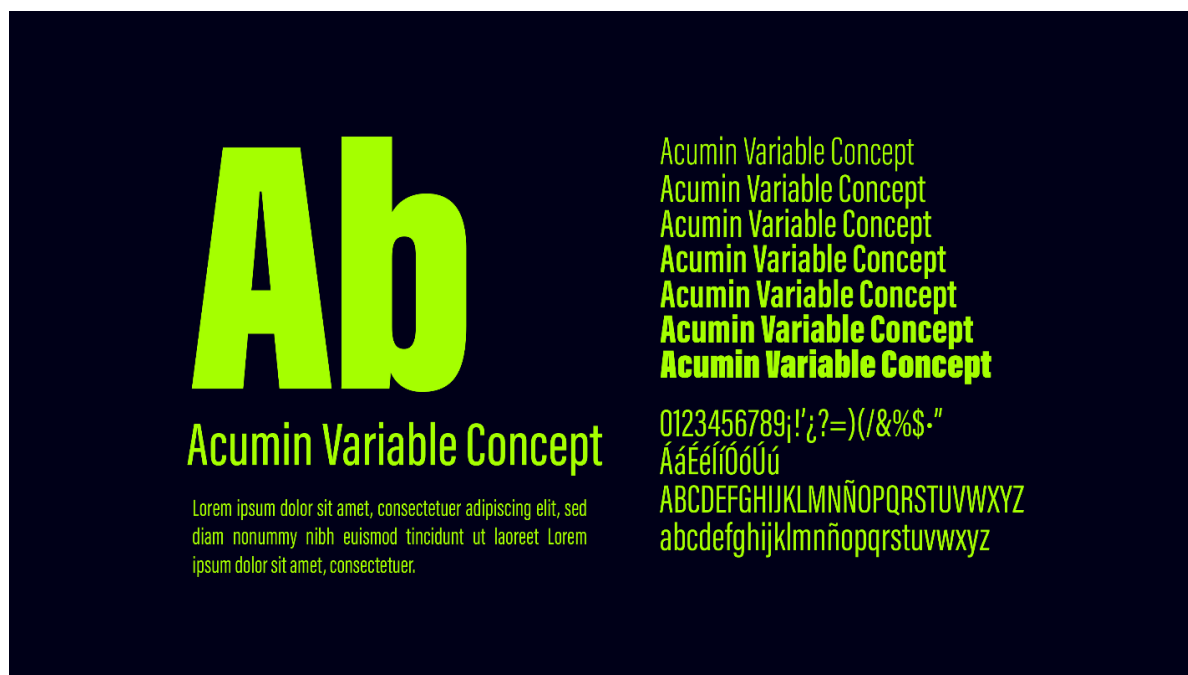 Ab
Acumin Variable Concept
Lorem ipsum dolor sit amet, consectetuer adipiscing elit, sed
diam nonummy nibh euismod tincidunt ut laoreet Lorem
ipsum dolor sit amet, consectetuer.
Acumin Variable Concept
Acumin Variable Concept
Acumin Variable Concept
Acumin Variable Concept
Acumin Variable Concept
Acumin Variable Concept
Acumin Variable Concept
0123456789¡!’¿?=)(/&%$·”
ÁáÉéÍíÓóÚú
ABCDEFGHIJKLMNÑOPQRSTUVWXYZ
abcdefghijklmnñopqrstuvwxyz